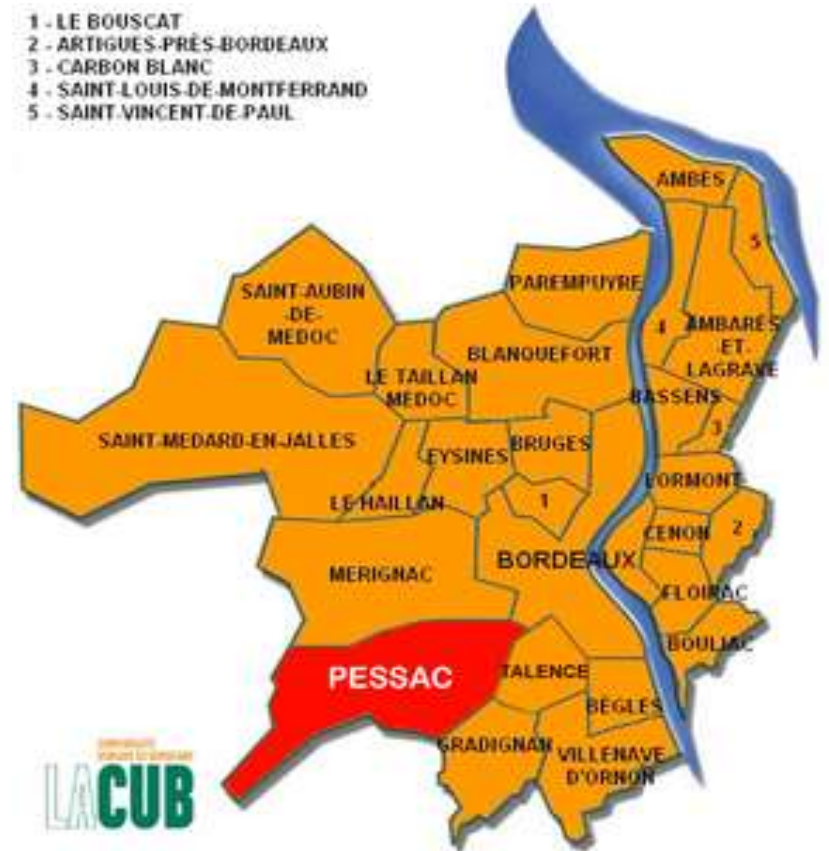 1 - LE BOUSCAT
2 - ARTIGUES-PRÈS-BORDEAUX
3 - CARBON BLANC
4 - SAINT-LOUIS-DE-MONTFERRAND
5 - SAINT-VINCENT-DE-PAUL
AMBÈS
5
PAREMPUYRE
SAINT-AUBIN
-DE-
MEDOC
4
AMBARÈS
ET-
LAGRAVE
BLANQUEFORT
LE TAILLAN
MEDOC
BASSENS
3
SAINT-MEDARD-EN-JALLES
EYSINES
BRUGES
LORMONT
LE HAILLAN
1
CENON
2
MERIGNAC
BORDEAUX
FLOIRAC
BOULIAC
PESSAC
TALENCE
BÈGLES
GRADIGNAN
VILLENAVE
D'ORNON
LACUB